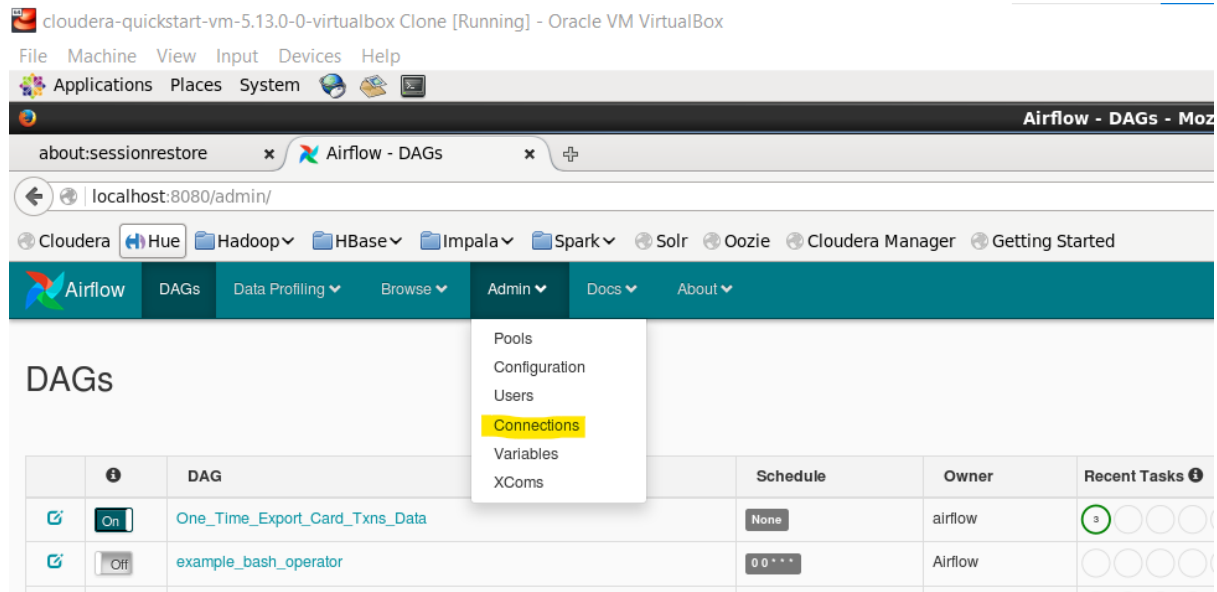 cloudera-quickstart-vm-5.13.0-0-virtualbox Clone [Running] - Oracle VM VirtualBox
File Machine View Input Devices Help
Applications Places System
Airflow - DAGs - Moz
about:sessionrestore Airflow - DAGs
localhost:8080/admin/
Cloudera Hue Hadoop HBase Impala Spark Solr Oozie Cloudera Manager Getting Started
Airflow DAGs Data Profiling Browse Admin Docs About
Pools
Configuration
Users
Connections
Variables
XComs
DAGs
DAG Schedule Owner Recent Tasks
On One_Time_Export_Card_Txns_Data None airflow 3
Off example_bash_operator 0 0 * * * Airflow